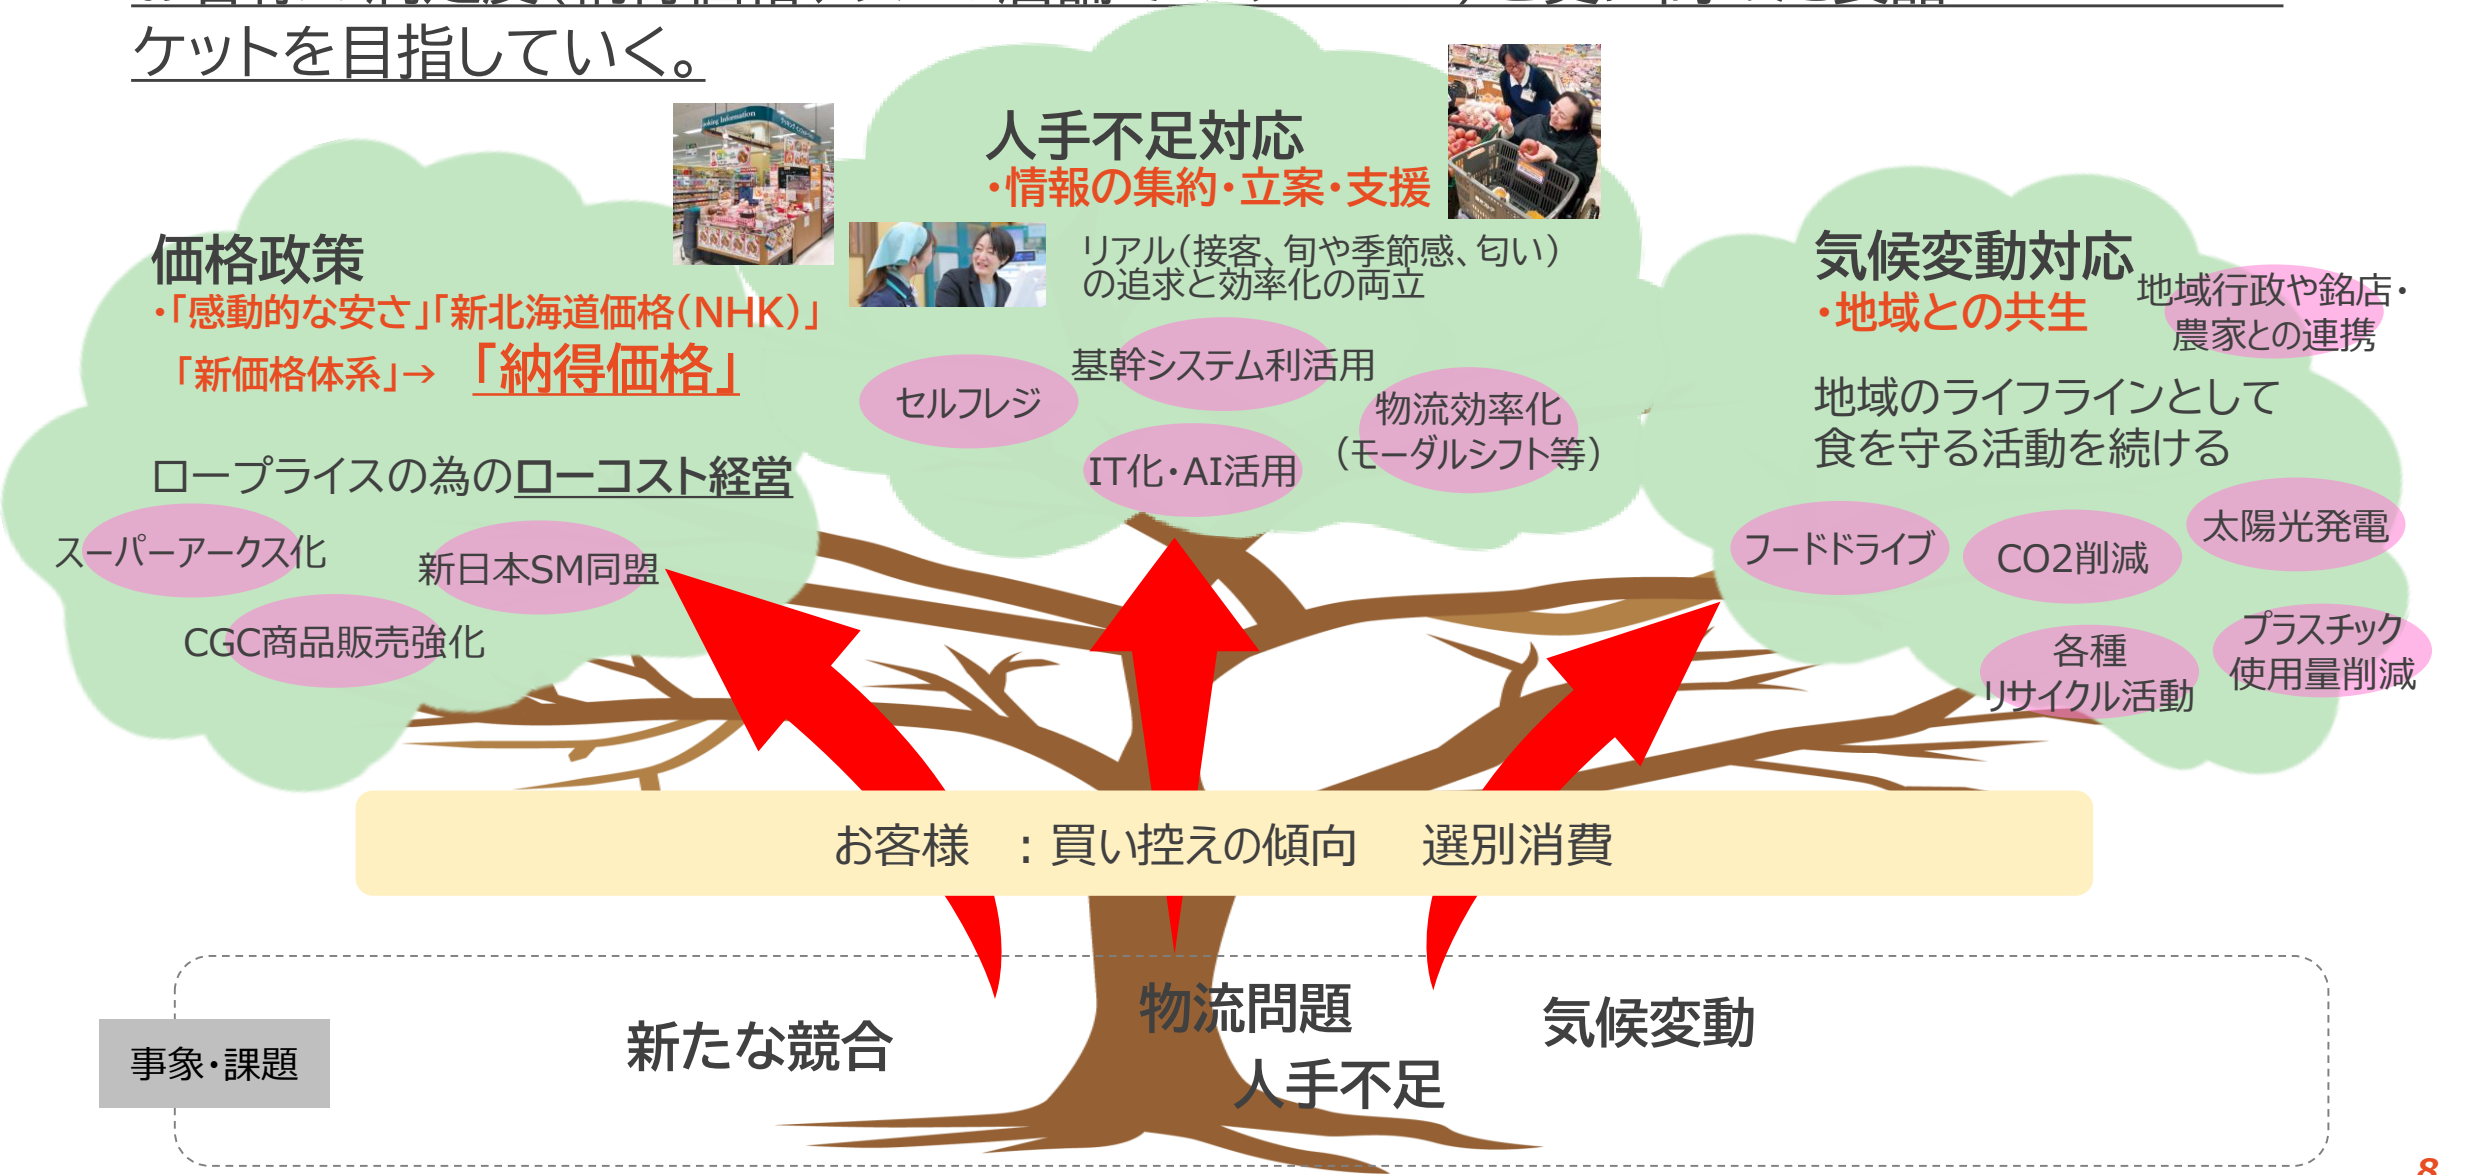 ケットを目指していく。
人手不足対応
・情報の集約・立案・支援
リアル（接客、旬や季節感、匂い）
の追求と効率化の両立
セルフレジ
基幹システム利活用
IT化・AI活用
物流効率化
（モーダルシフト等）
価格政策
・「感動的な安さ」「新北海道価格（NHK）」
「新価格体系」→ 「納得価格」
ロープライスの為のローコスト経営
スーパーアークス化
新日本SM同盟
CGC商品販売強化
気候変動対応
・地域との共生
地域行政や銘店・
農家との連携
地域のライフラインとして
食を守る活動を続ける
フードドライブ
CO2削減
太陽光発電
各種
リサイクル活動
プラスチック
使用量削減
お客様　：買い控えの傾向　選別消費
事象・課題
新たな競合
物流問題
人手不足
気候変動
8